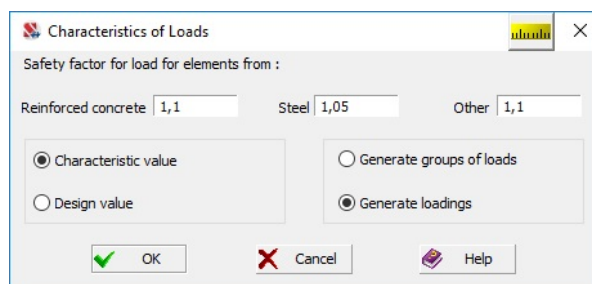 Characteristics of Loads
Safety factor for load for elements from :
Reinforced concrete 1,1 Steel 1,05 Other 1,1
Characteristic value
Design value
Generate groups of loads
Generate loadings
OK Cancel Help